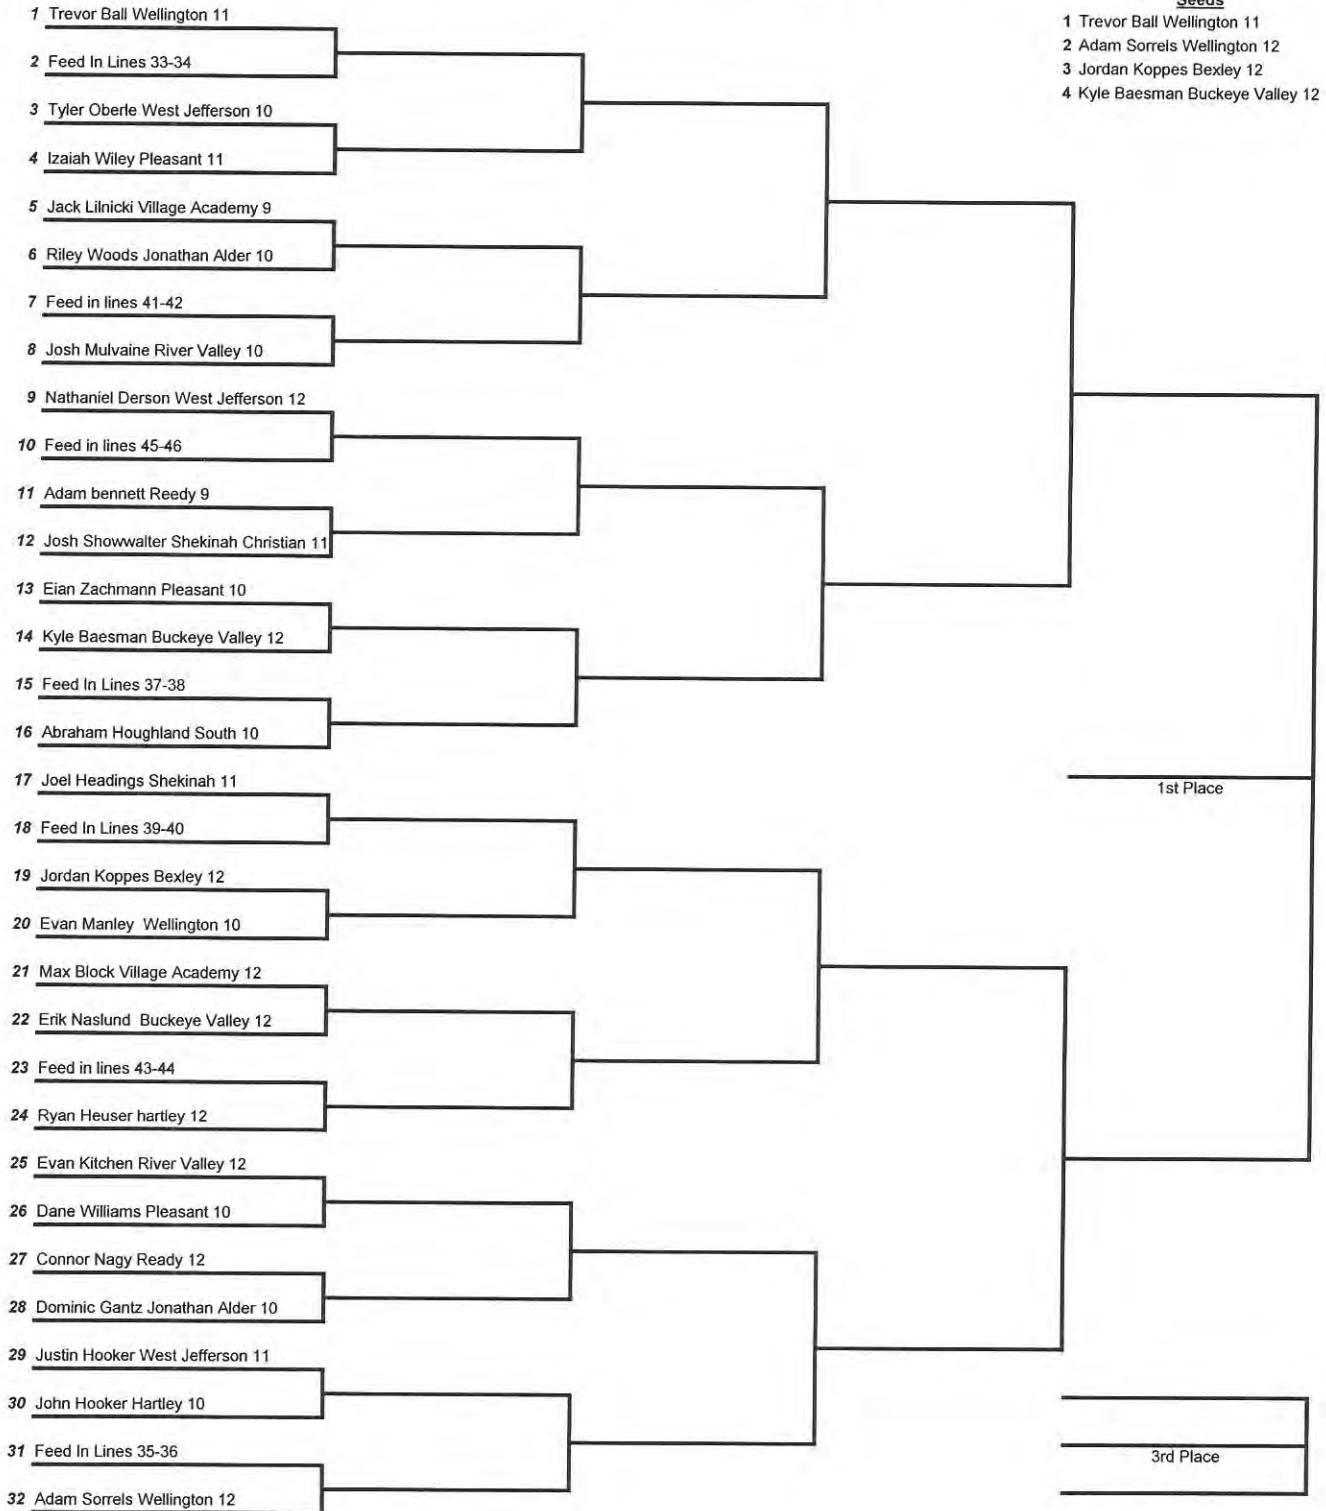 1 Trevor Ball Wellington 11
2 Feed In Lines 33-34
3 Tyler Oberle West Jefferson 10
4 Izaiah Wiley Pleasant 11
5 Jack Lilnicki Village Academy 9
6 Riley Woods Jonathan Alder 10
7 Feed in lines 41-42
8 Josh Mulvaine River Valley 10
9 Nathaniel Derson West Jefferson 12
10 Feed in lines 45-46
11 Adam bennett Reedy 9
12 Josh Showwalter Shekinah Christian 11
13 Eian Zachmann Pleasant 10
14 Kyle Baesman Buckeye Valley 12
15 Feed In Lines 37-38
16 Abraham Houghland South 10
17 Joel Headings Shekinah 11
18 Feed In Lines 39-40
19 Jordan Koppes Bexley 12
20 Evan Manley Wellington 10
21 Max Block Village Academy 12
22 Erik Naslund Buckeye Valley 12
23 Feed in lines 43-44
24 Ryan Heuser hartley 12
25 Evan Kitchen River Valley 12
26 Dane Williams Pleasant 10
27 Connor Nagy Ready 12
28 Dominic Gantz Jonathan Alder 10
29 Justin Hooker West Jefferson 11
30 John Hooker Hartley 10
31 Feed In Lines 35-36
32 Adam Sorrels Wellington 12
Seeds
1 Trevor Ball Wellington 11
2 Adam Sorrels Wellington 12
3 Jordan Koppes Bexley 12
4 Kyle Baesman Buckeye Valley 12
1st Place
3rd Place